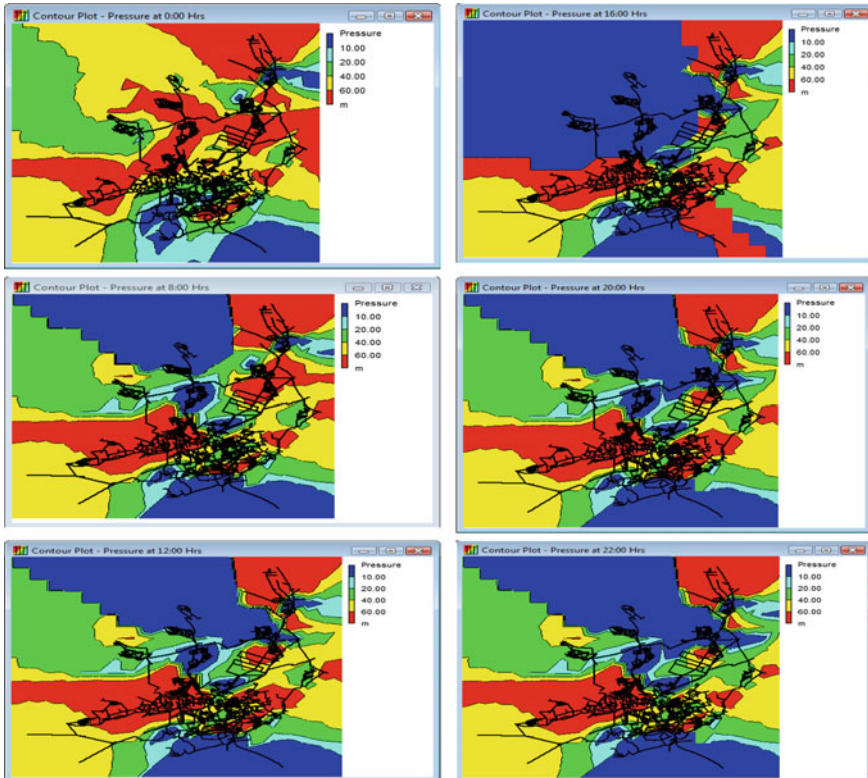 Contour Plot - Pressure at 0:00 Hrs
Pressure
10.00
20.00
40.00
60.00
m
Contour Plot - Pressure at 16:00 Hrs
Pressure
10.00
20.00
40.00
60.00
m
Contour Plot - Pressure at 8:00 Hrs
Pressure
10.00
20.00
40.00
60.00
m
Contour Plot - Pressure at 20:00 Hrs
Pressure
10.00
20.00
40.00
60.00
m
Contour Plot - Pressure at 12:00 Hrs
Pressure
10.00
20.00
40.00
60.00
m
Contour Plot - Pressure at 22:00 Hrs
Pressure
10.00
20.00
40.00
60.00
m